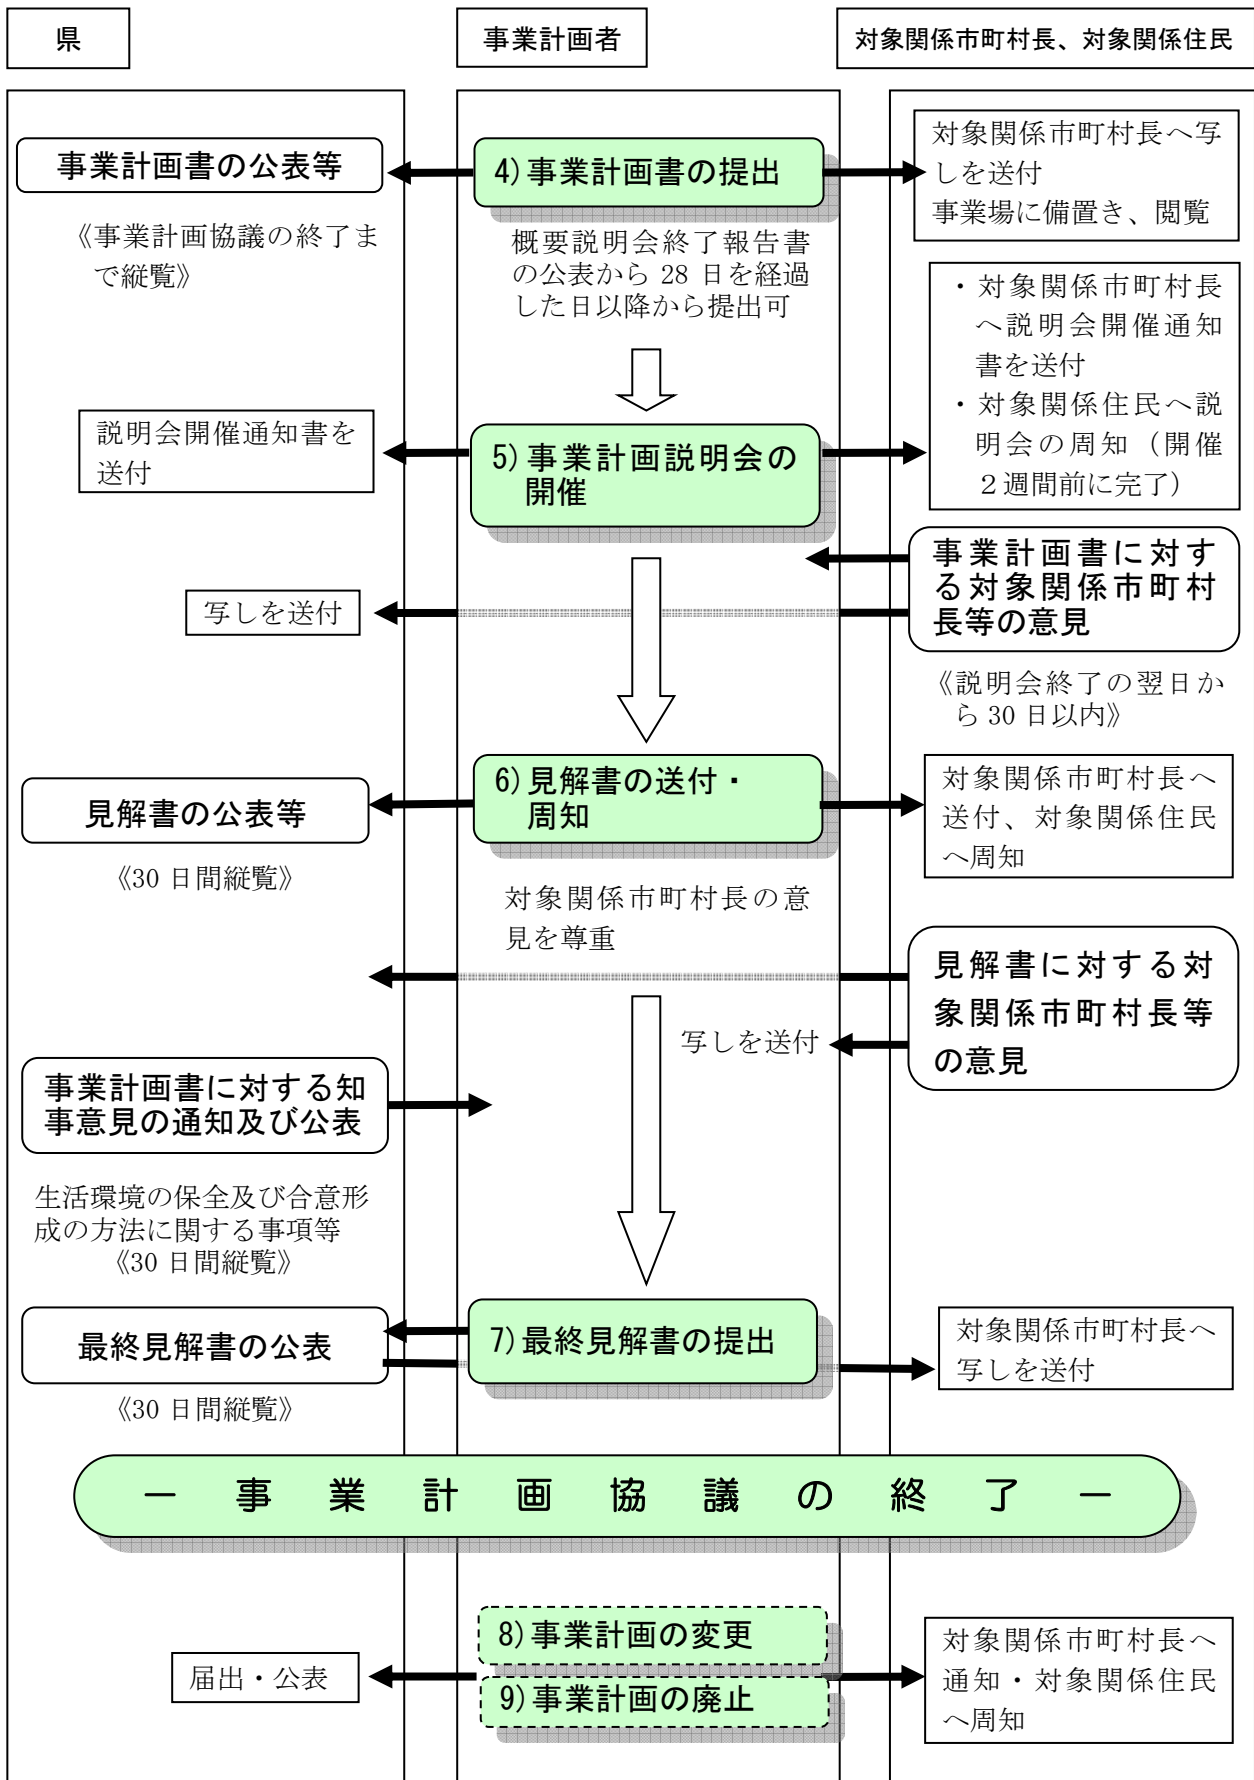 県
事業計画者
対象関係市町村長、対象関係住民
事業計画書の公表等
《事業計画協議の終了ま
で縦覧》
4)事業計画書の提出
概要説明会終了報告書
の公表から 28 日を経過
した日以降から提出可
対象関係市町村長へ写
しを送付
事業場に備置き、閲覧
・対象関係市町村長
へ説明会開催通知
書を送付
・対象関係住民へ説
明会の周知（開催
２週間前に完了）
説明会開催通知書を
送付
5)事業計画説明会の
開催
事業計画書に対す
る対象関係市町村
長等の意見
写しを送付
《説明会終了の翌日か
ら 30 日以内》
見解書の公表等
《30 日間縦覧》
6)見解書の送付・
周知
対象関係市町村長の意
見を尊重
対象関係市町村長へ
送付、対象関係住民
へ周知
見解書に対する対
象関係市町村長等
の意見
写しを送付
事業計画書に対する知
事意見の通知及び公表
生活環境の保全及び合意形
成の方法に関する事項等
《30 日間縦覧》
最終見解書の公表
《30 日間縦覧》
7)最終見解書の提出
対象関係市町村長へ
写しを送付
－事業計画協議の終了－
8)事業計画の変更
9)事業計画の廃止
届出・公表
対象関係市町村長へ
通知・対象関係住民
へ周知